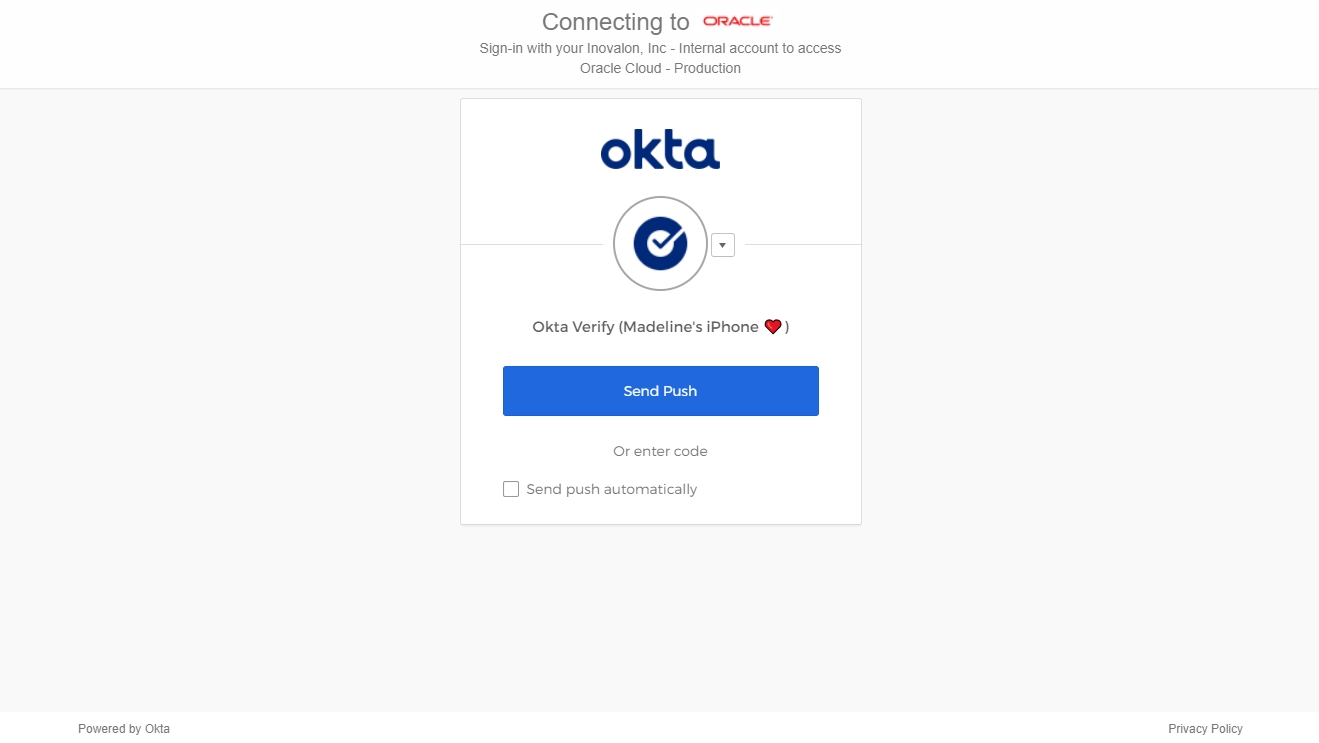 Connecting to ORACLE
Sign-in with your Inovalon, Inc - Internal account to access
Oracle Cloud - Production
okta
Okta Verify (Madeline's iPhone ❤️)
Send Push
Or enter code
Send push automatically
Powered by Okta
Privacy Policy